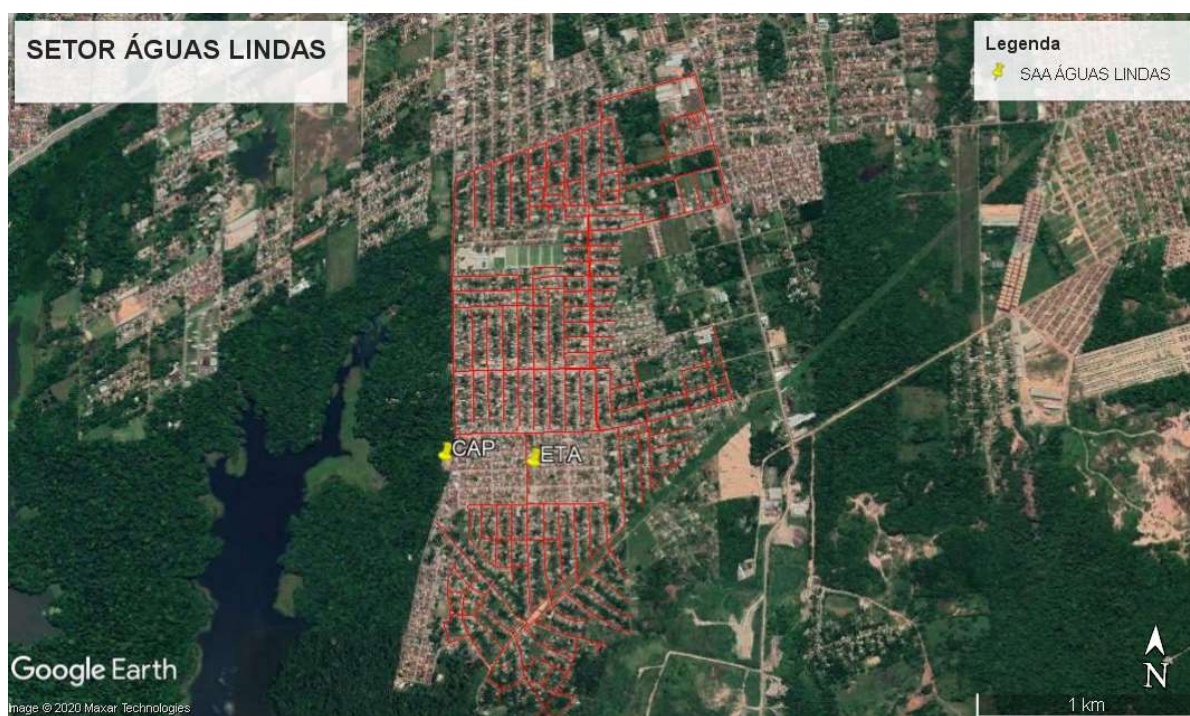 SETOR ÁGUAS LINDAS
Legenda
SAA ÁGUAS LINDAS
CAP
ETA
Google Earth
N
Image © 2020 Maxar Technologies
1 km